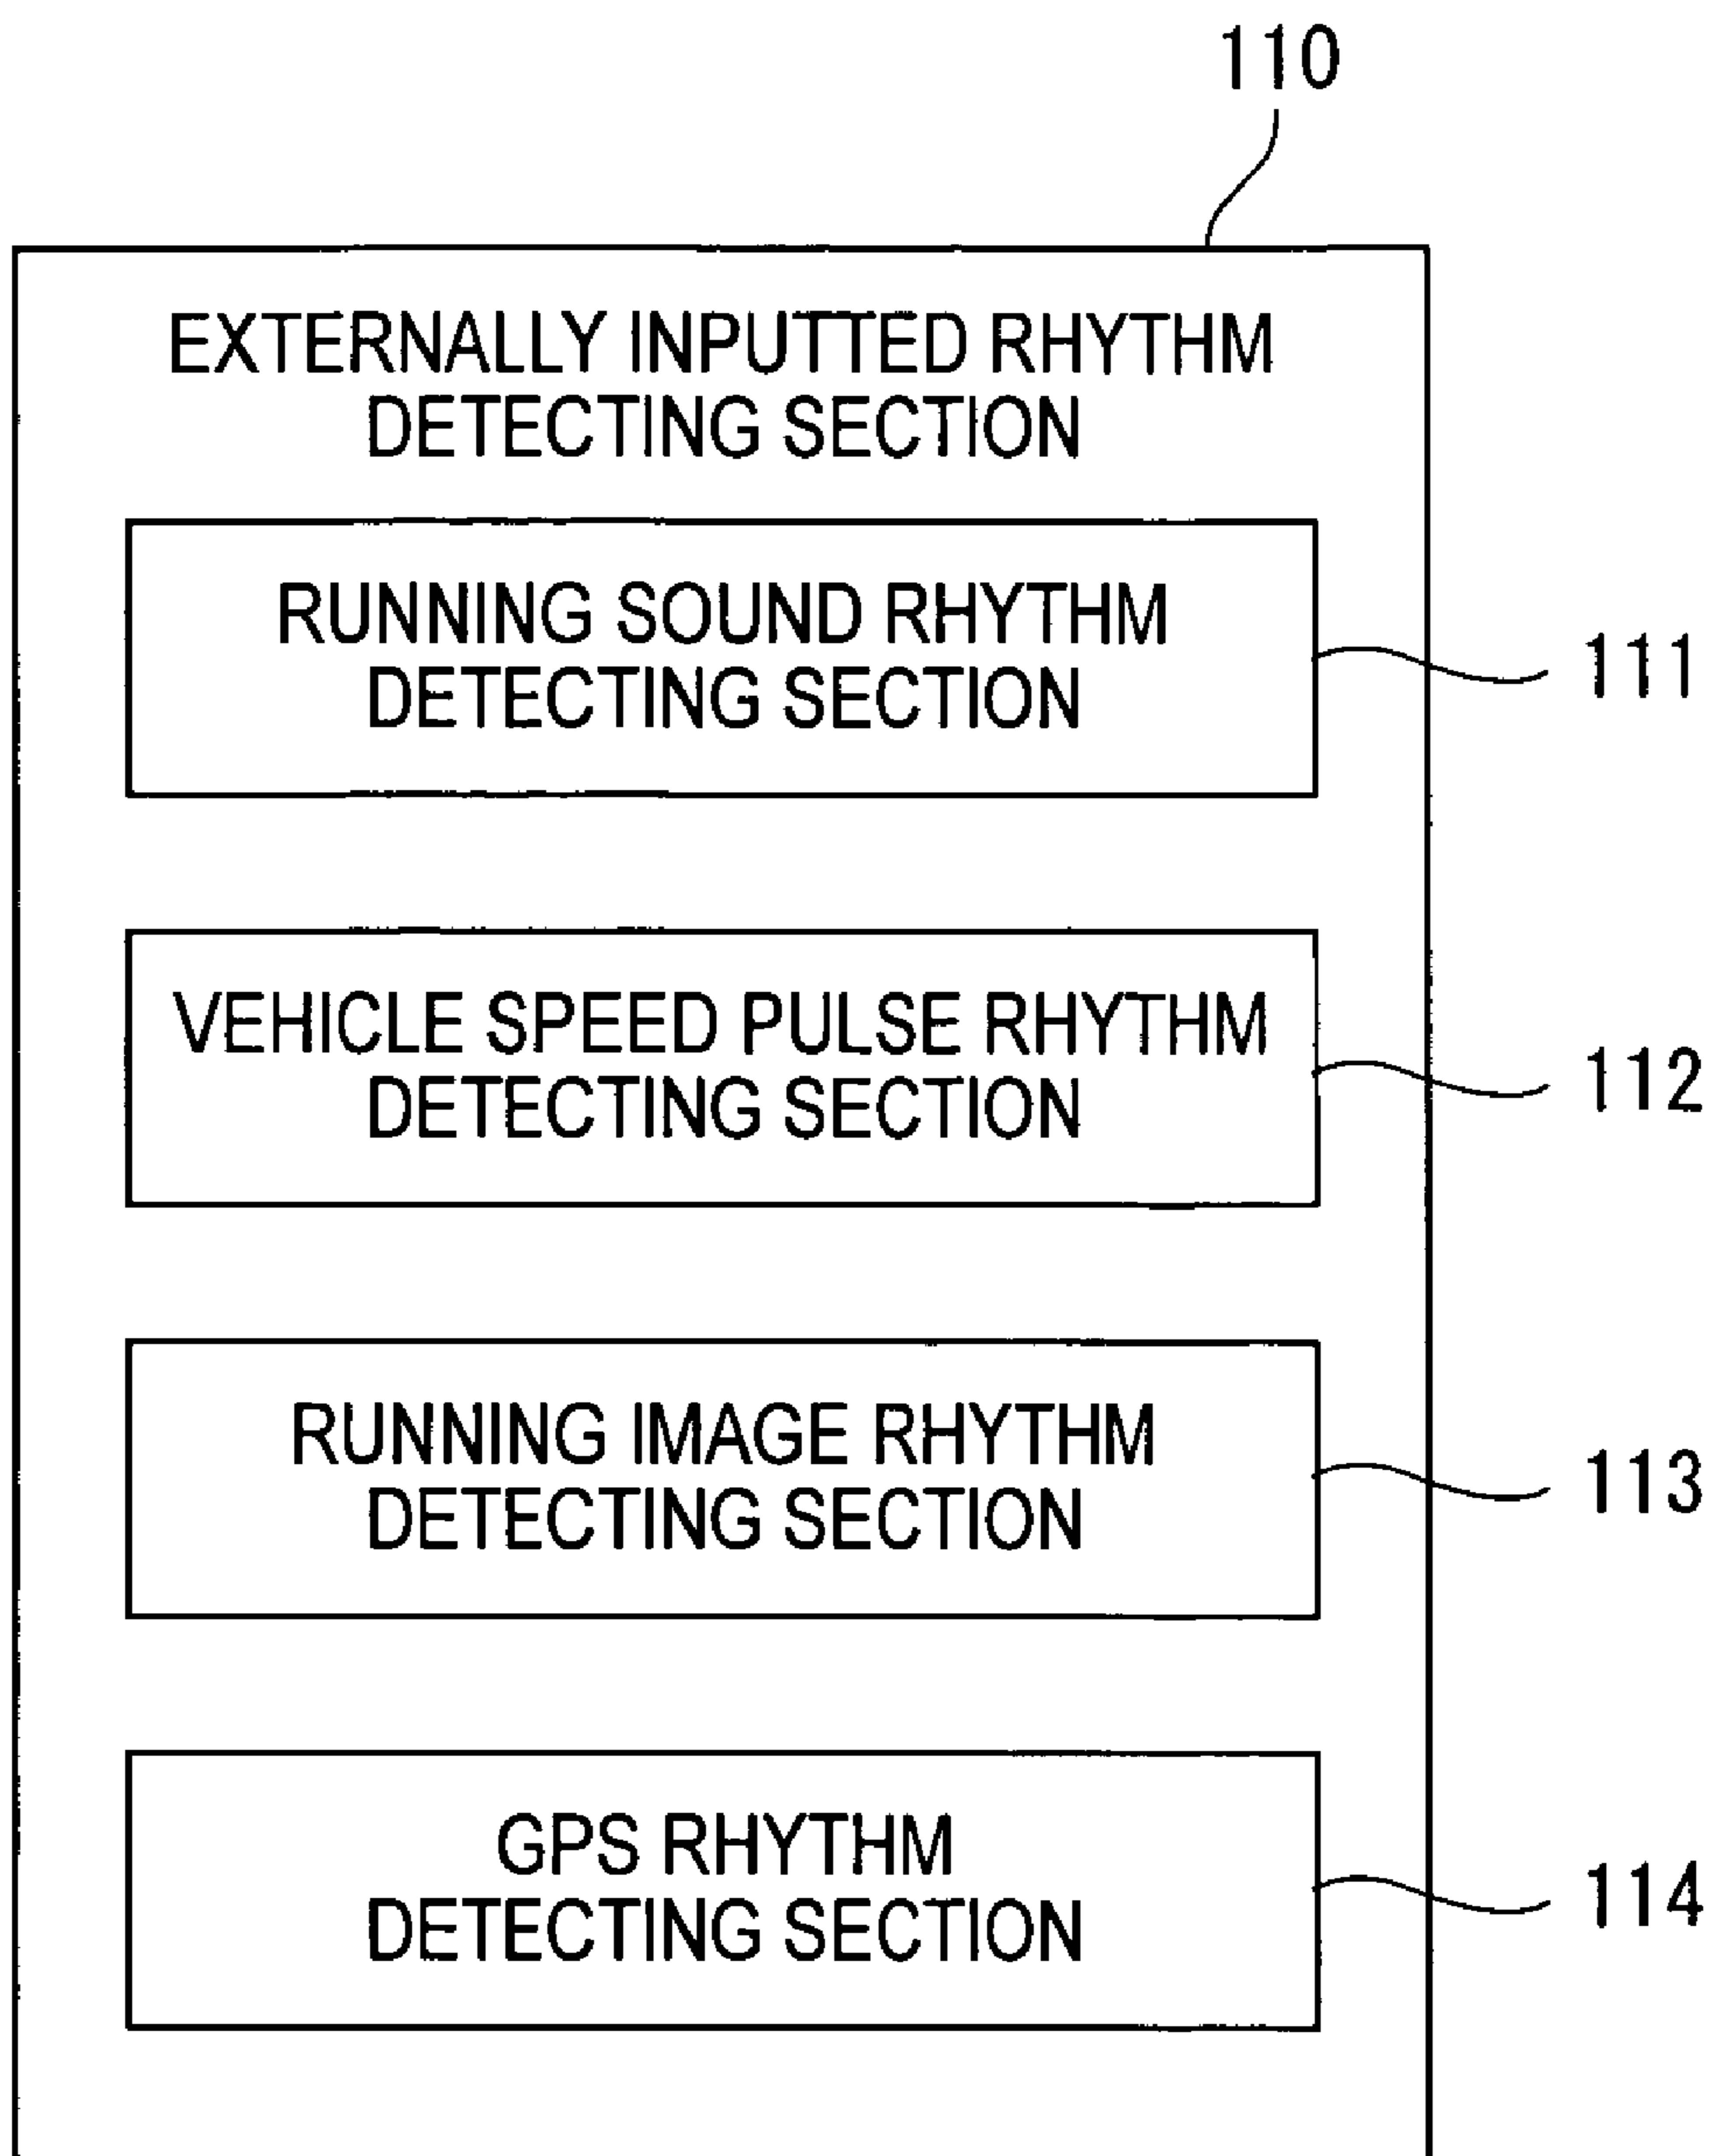 110
EXTERNALLY INPUTTED RHYTHM
DETECTING SECTION
RUNNING SOUND RHYTHM
DETECTING SECTION
111
VEHICLE SPEED PULSE RHYTHM
DETECTING SECTION
112
RUNNING IMAGE RHYTHM
DETECTING SECTION
113
GPS RHYTHM
DETECTING SECTION
114